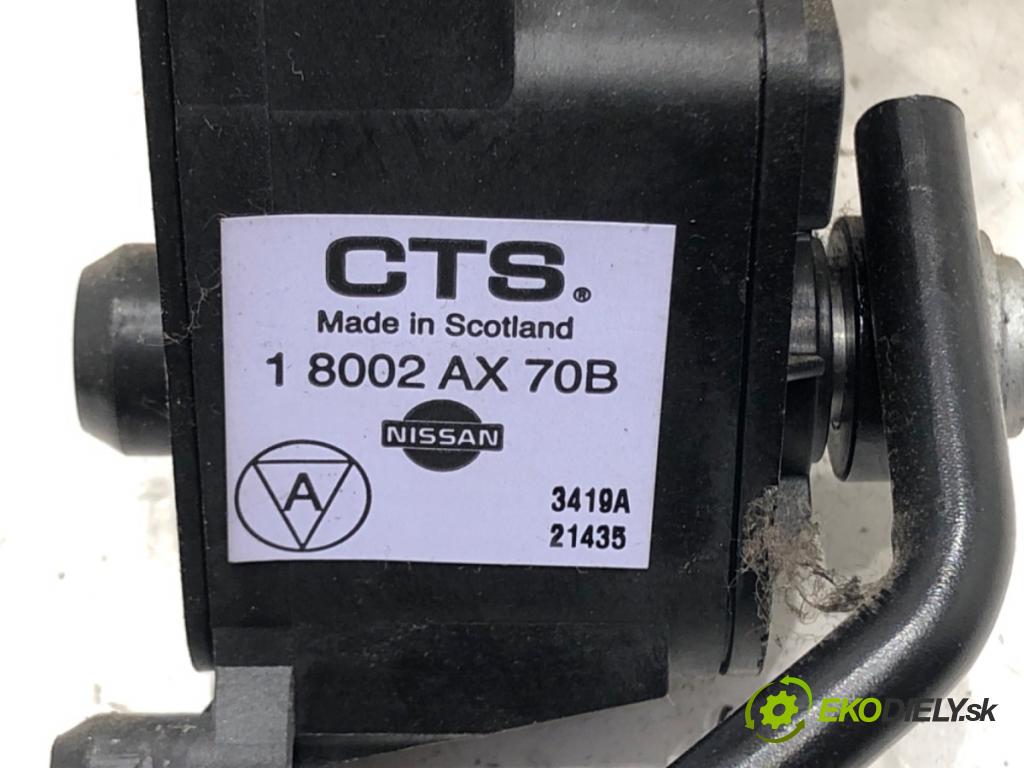 CTS.®
Made in Scotland
1 8002 AX 70B
NISSAN
A
3419A
21435
EKODIELY.sk